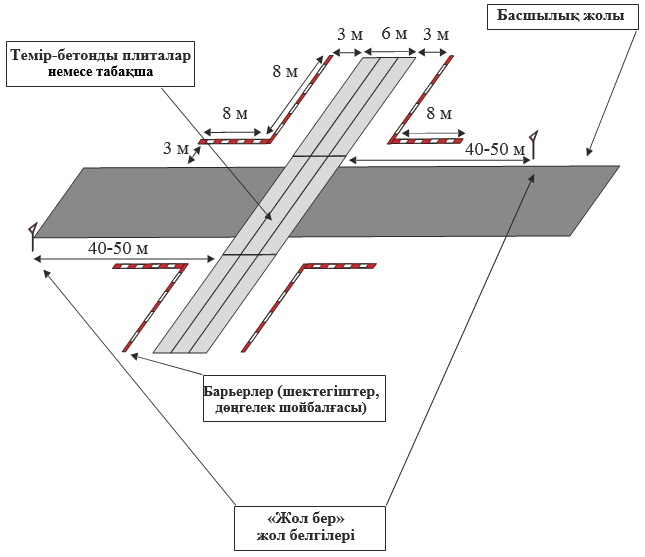 Басшылық жолы
3 м
6 м
3 м
Темір-бетонды плиталар
немесе табақша
8 м
8 м
8 м
3 м
40-50 м
40-50 м
Барьерлер (шектегіштер,
дөңгелек шойбалғасы)
«Жол бер»
жол белгілері